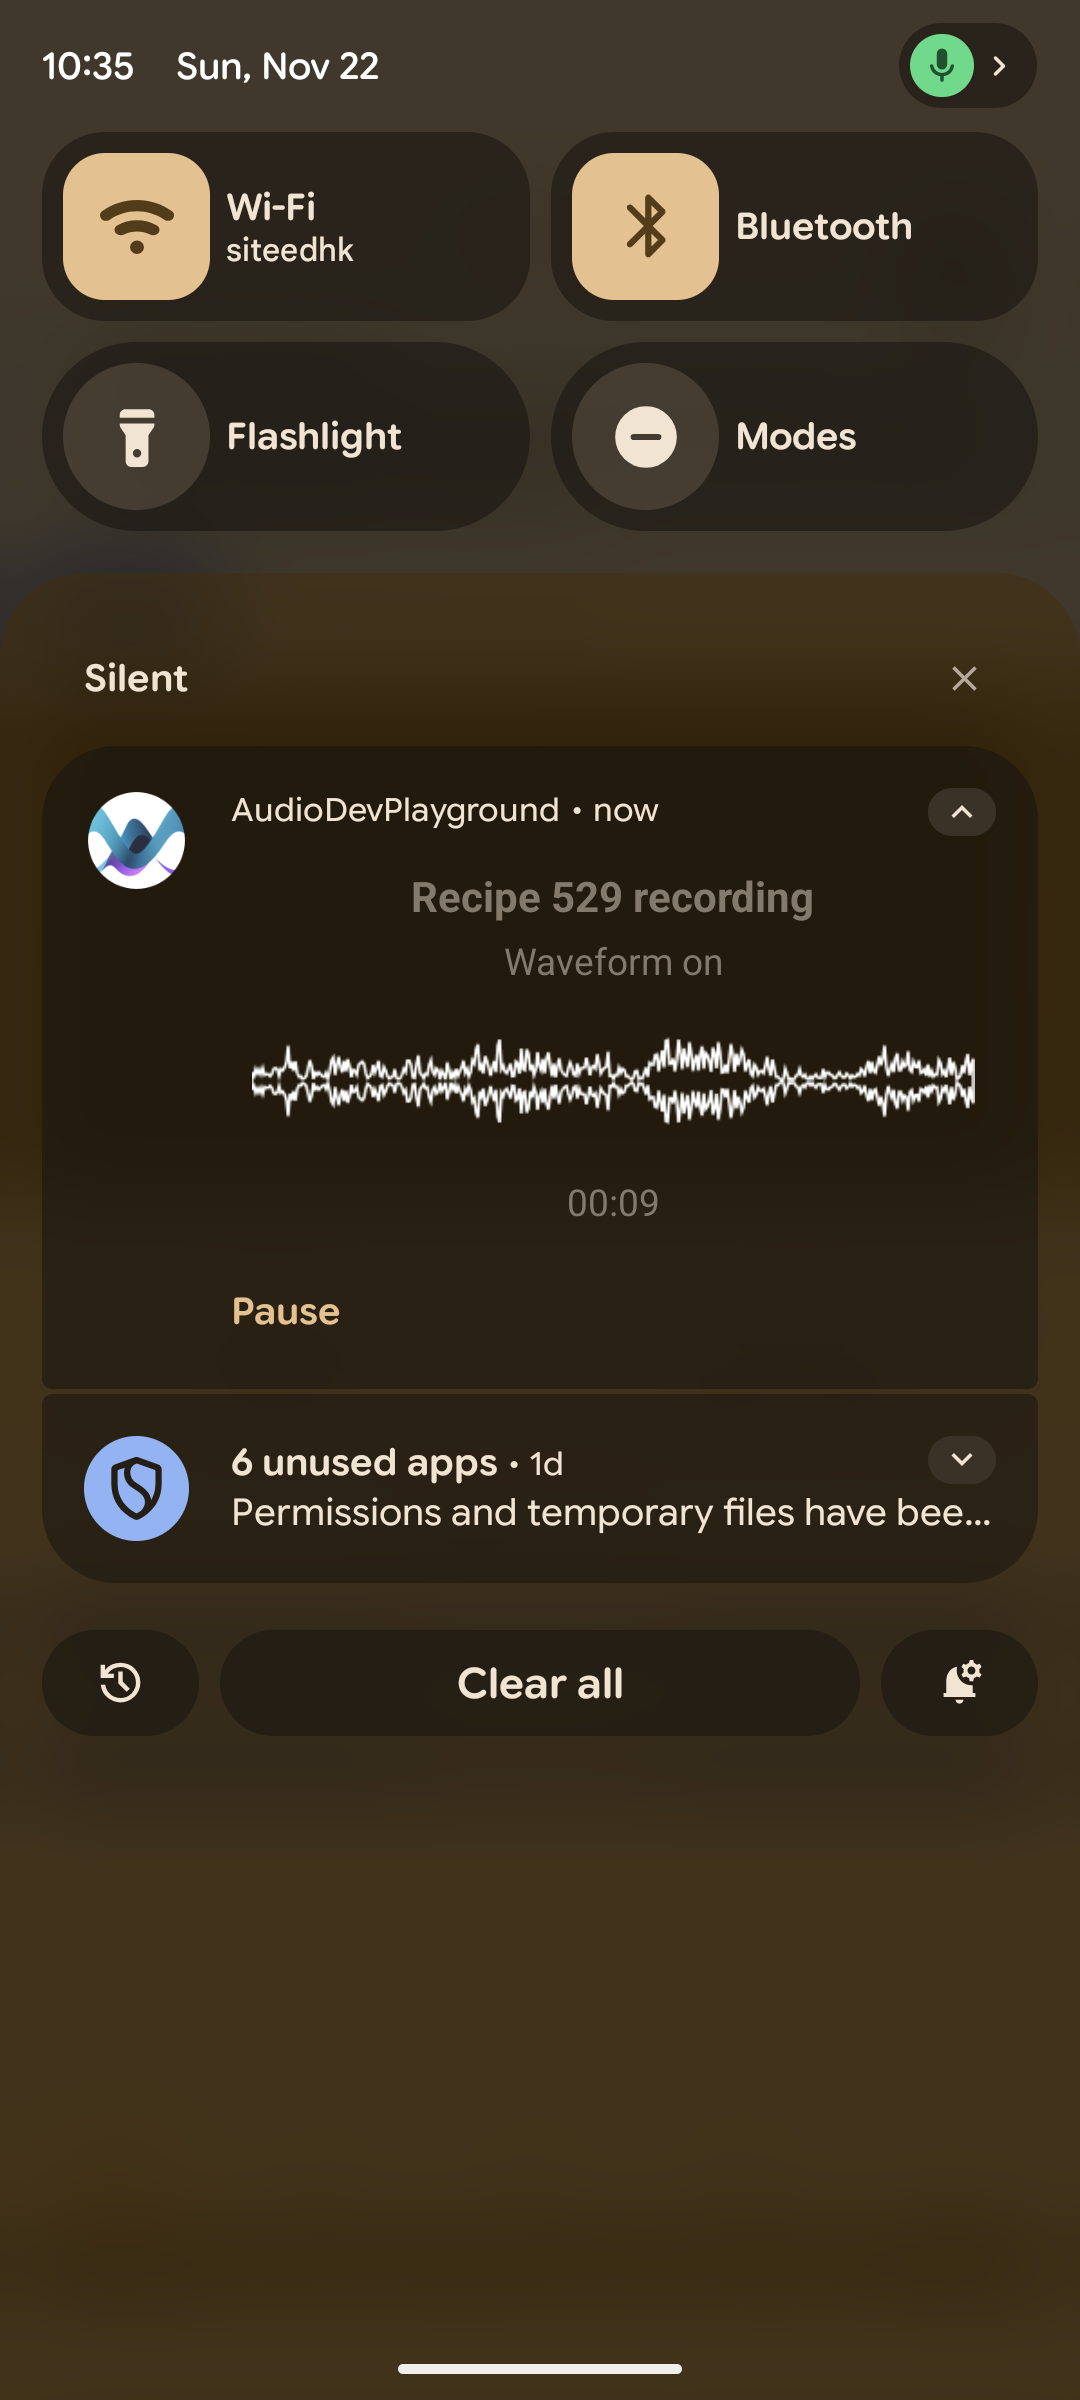 10:35 Sun, Nov 22
Wi-Fi
siteedhk
Bluetooth
Flashlight
Modes
Silent
AudioDevPlayground • now
Recipe 529 recording
Waveform on
00:09
Pause
6 unused apps • 1d
Permissions and temporary files have bee...
Clear all